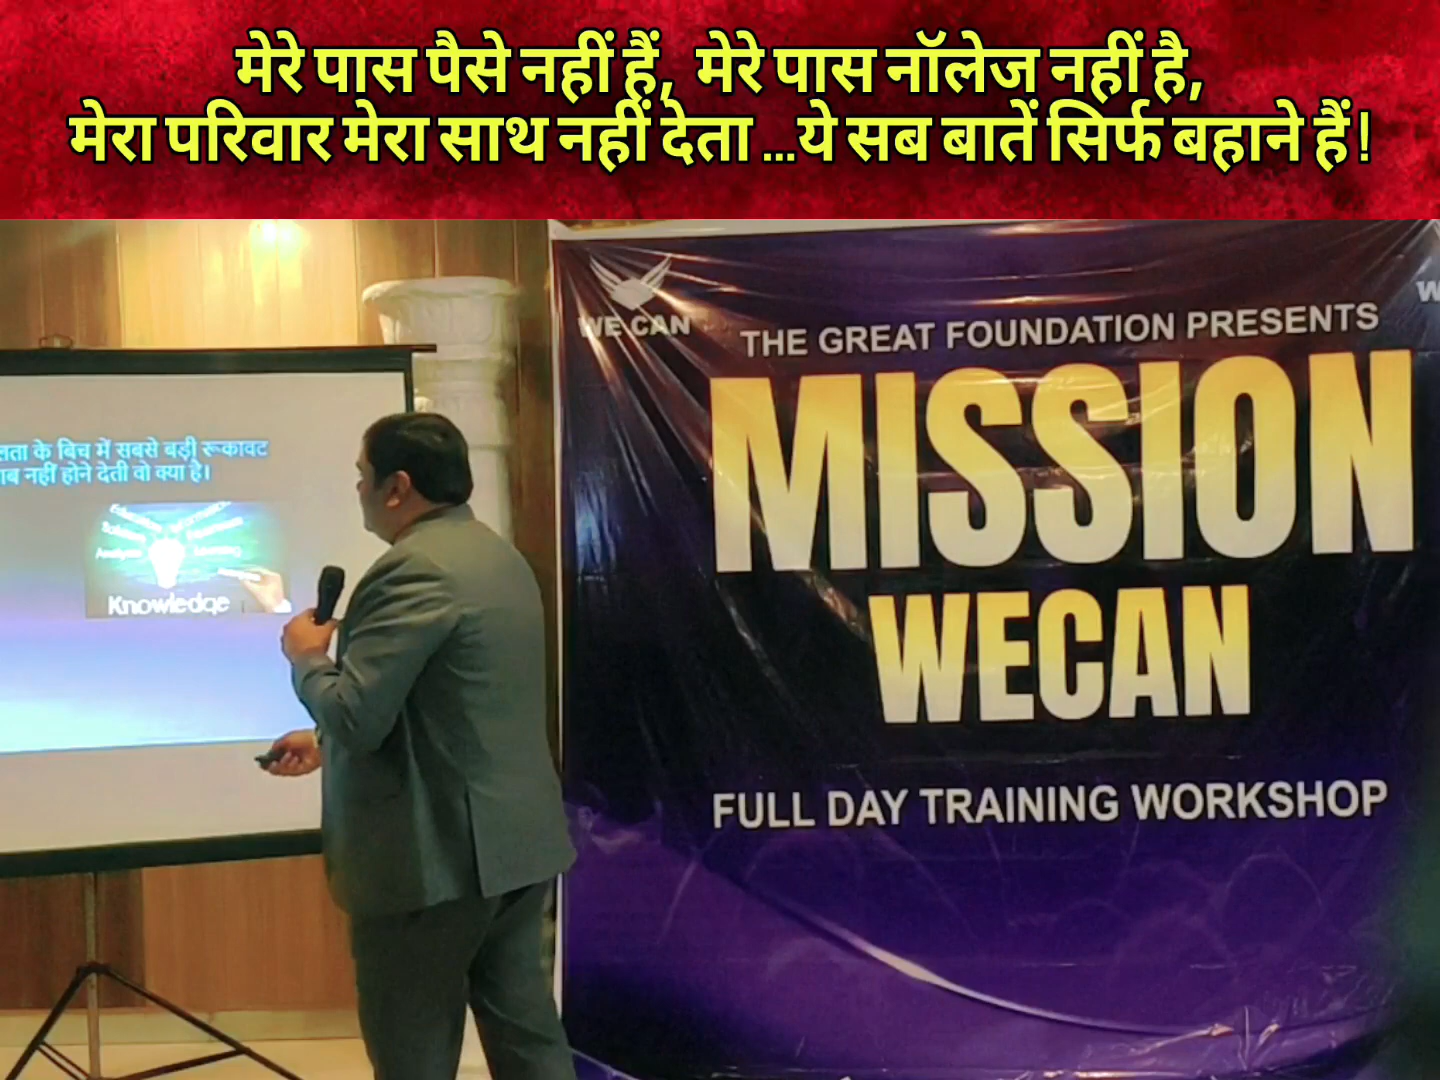 मेरे पास पैसे नहीं हैं, मेरे पास नॉलेज नहीं है,
मेरा परिवार मेरा साथ नहीं देता ...ये सब बातें सिर्फ बहाने हैं!
WE CAN
THE GREAT FOUNDATION PRESENTS
MISSION
WECAN
FULL DAY TRAINING WORKSHOP
के बिच में सबसे बड़ी रूकावट
नहीं होने देती वो क्या है।
Knowledge